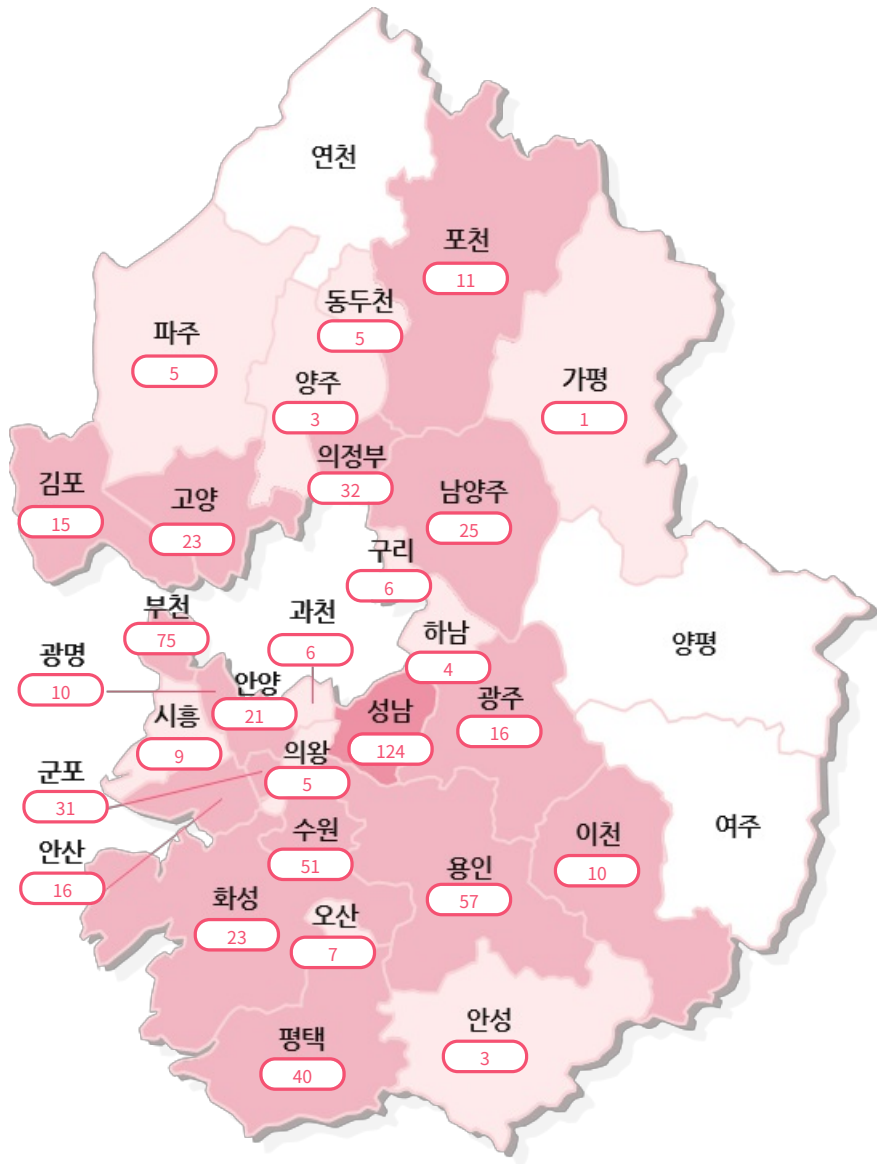 연천
포천
11
동두천
5
파주
5
양주
3
가평
1
의정부
32
김포
15
고양
23
남양주
25
구리
6
부천
75
과천
6
하남
4
양평
광명
10
안양
21
시흥
9
성남
124
광주
16
의왕
5
군포
31
수원
51
이천
10
여주
안산
16
용인
57
화성
23
오산
7
안성
3
평택
40